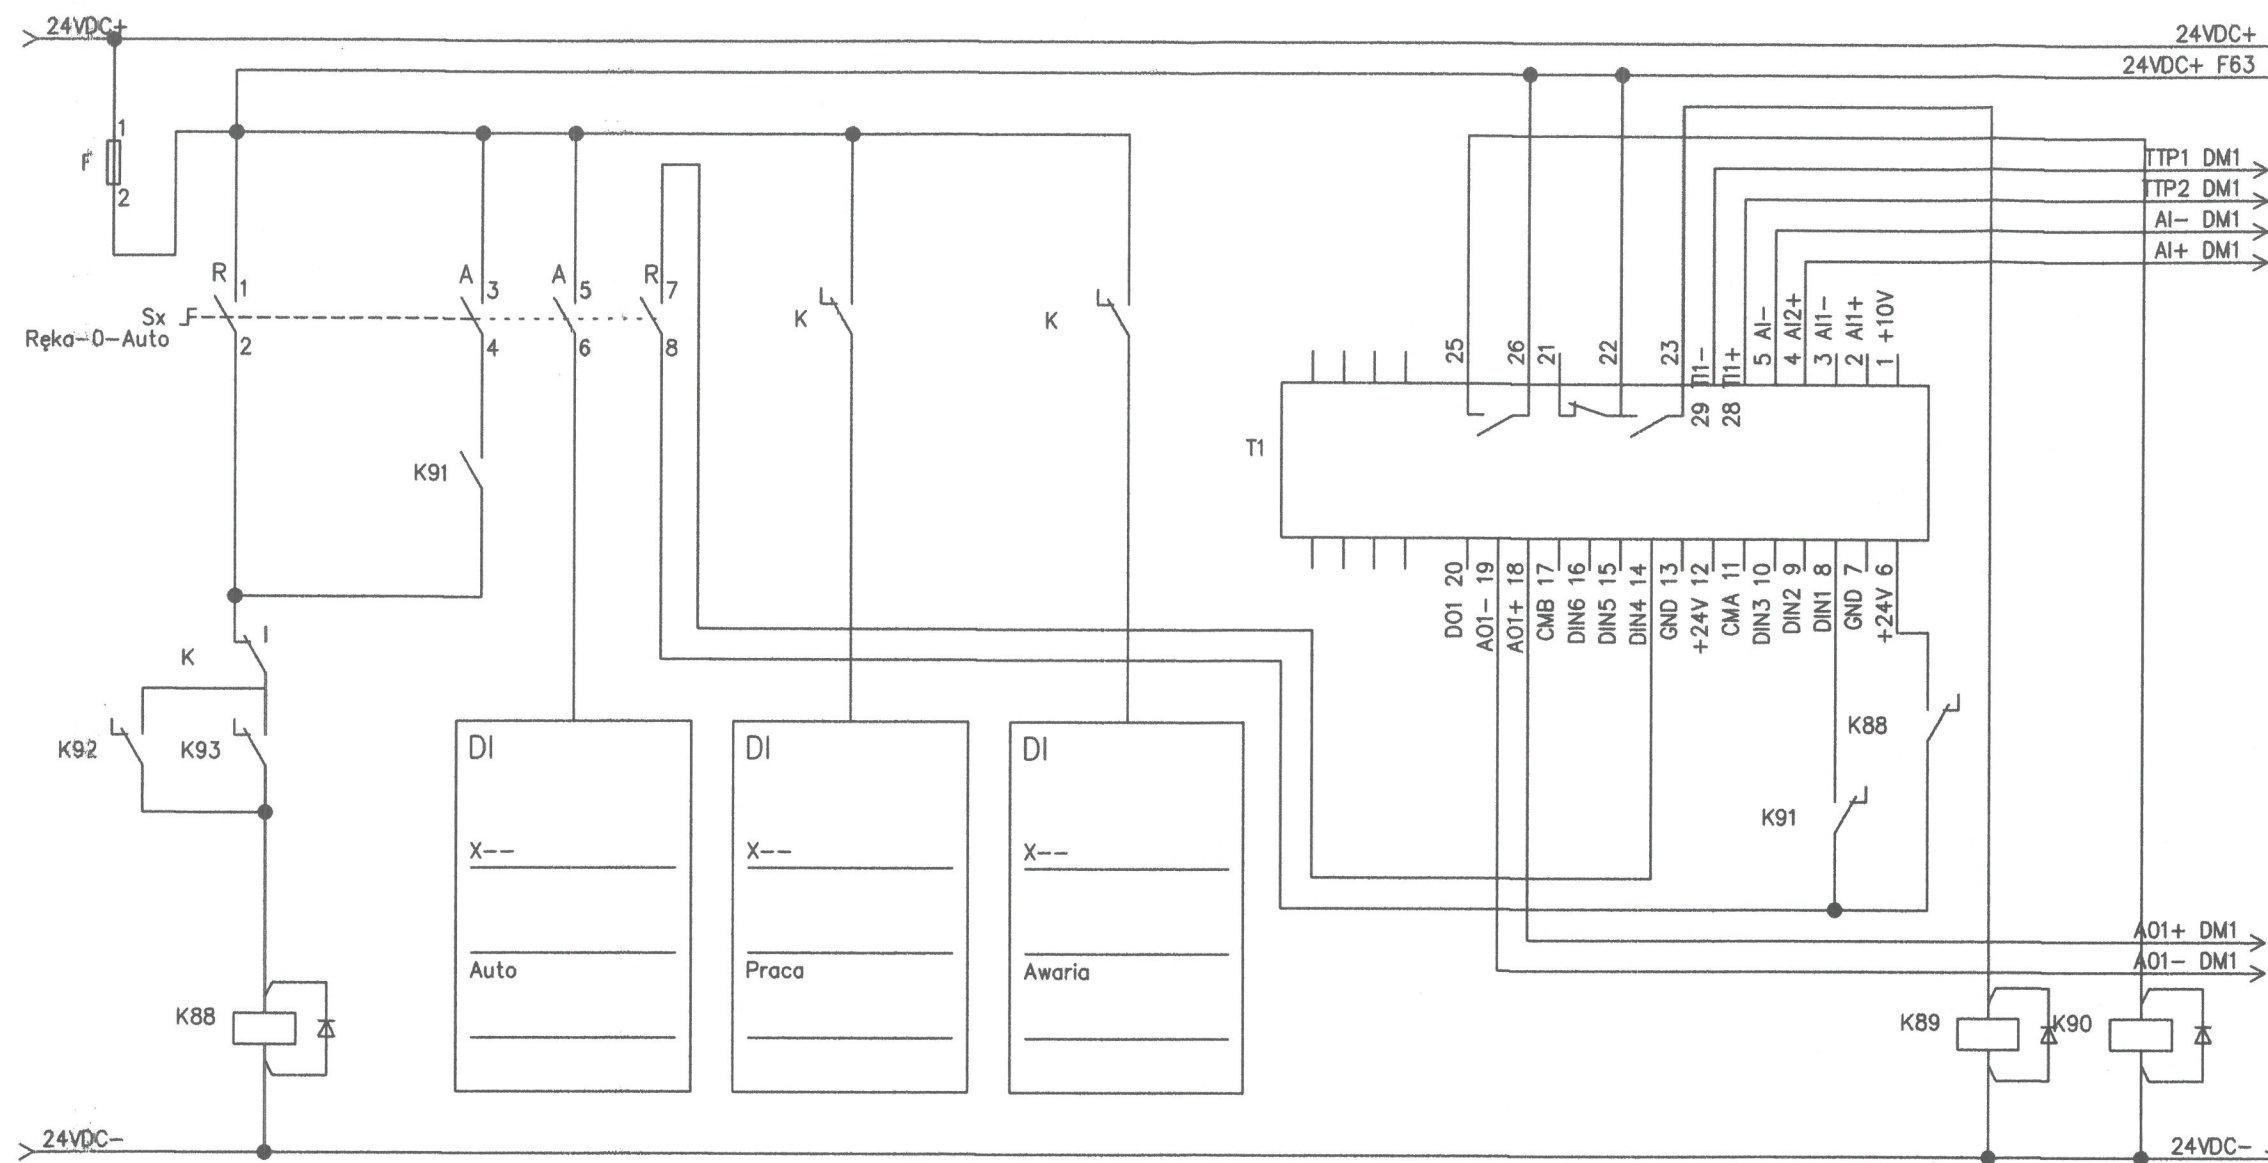 24VDC+
24VDC+
24VDC+ F63
1
F
2
TTP1 DM1
TTP2 DM1
AI- DM1
AI+ DM1
R
1
A
3
A
5
R
7
Sx
Ręka-0-Auto
2
4
6
8
K
K
25
26
21
22
23
29 TI1-
28 TI1+
5 AI-
4 AI2+
3 AI1-
2 AI1+
1 +10V
T1
K91
DO1 20
AO1- 19
AO1+ 18
CMB 17
DIN6 16
DIN5 15
DIN4 14
GND 13
+24V 12
CMA 11
DIN3 10
DIN2 9
DIN1 8
GND 7
+24V 6
K
K92
K93
K88
K91
DI
X--
Auto
DI
X--
Praca
DI
X--
Awaria
AO1+ DM1
AO1- DM1
K88
K89
K90
24VDC-
24VDC-